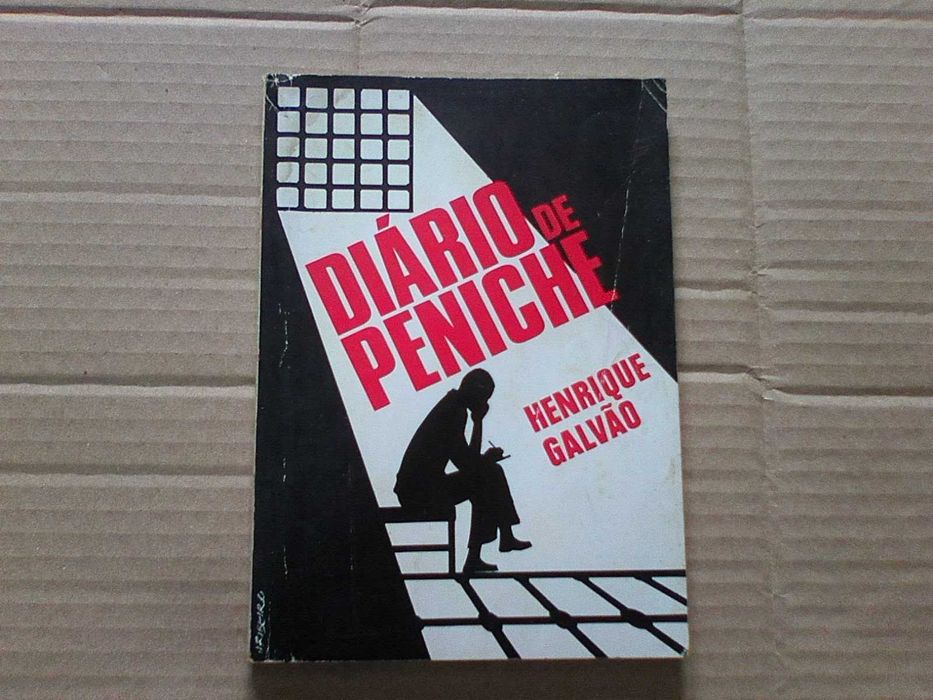 DIÁRIO DE
PENICHE
HENRIQUE
GALVÃO